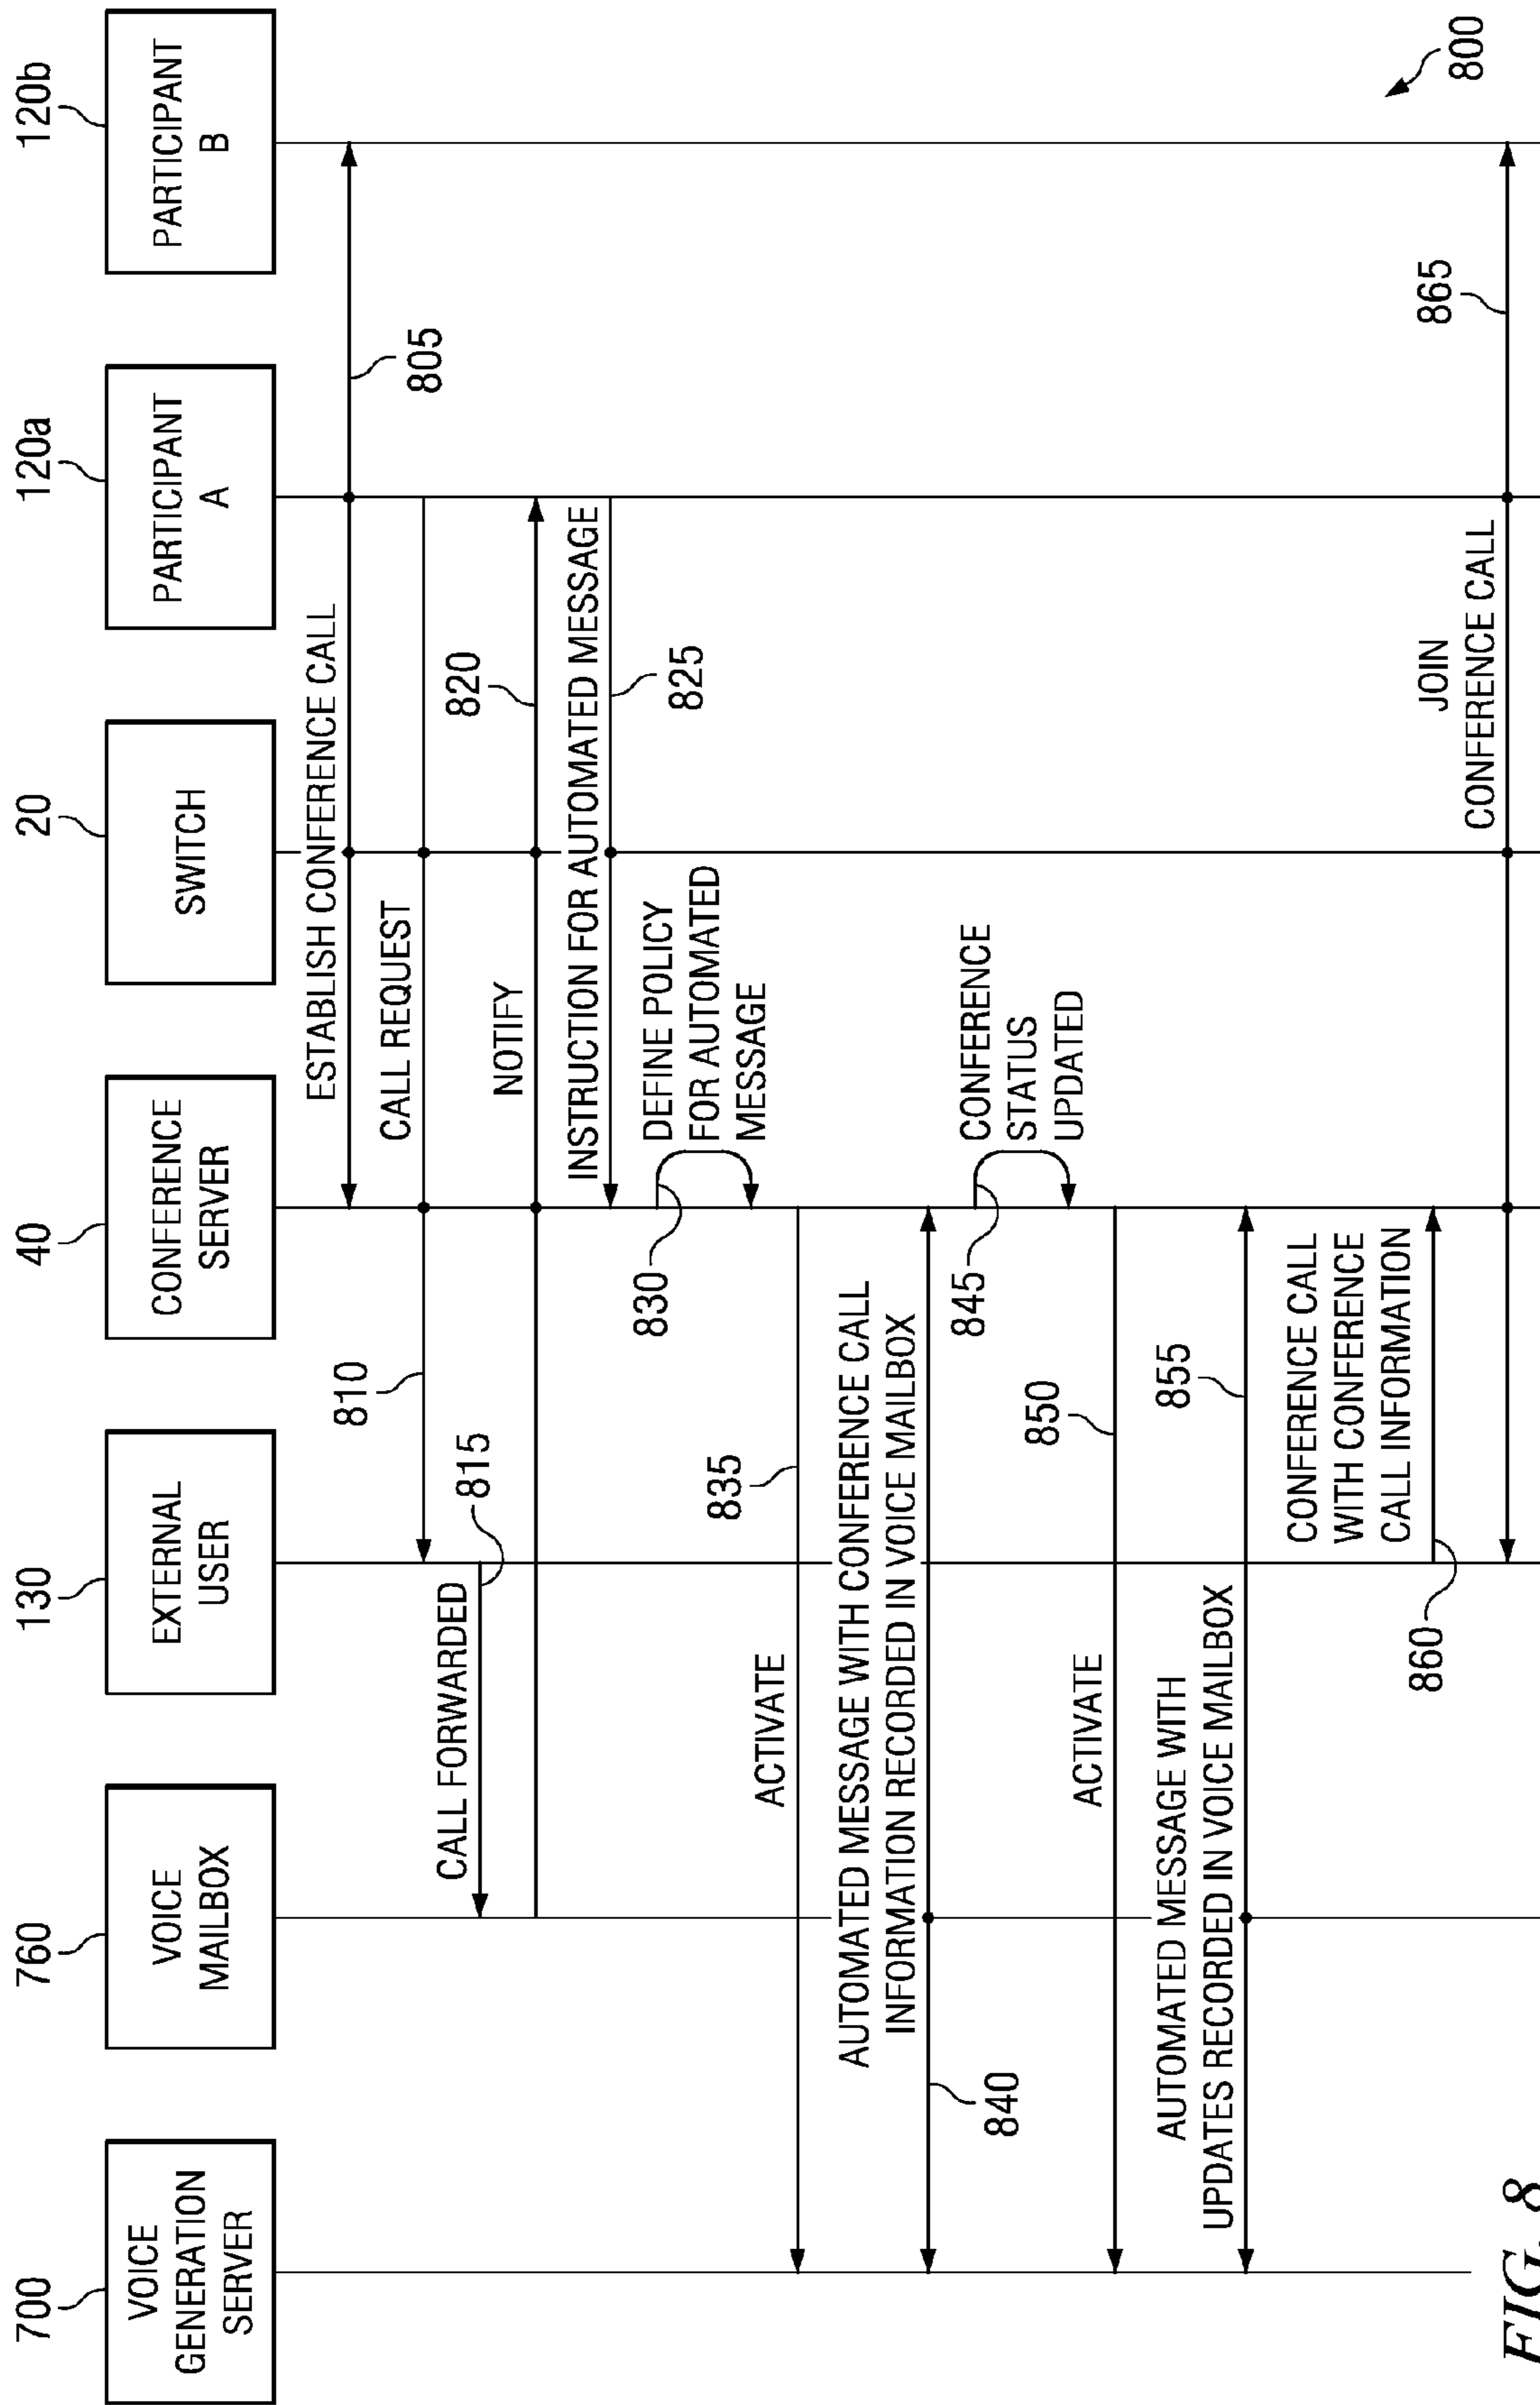 700
VOICE
GENERATION
SERVER
760
VOICE
MAILBOX
130
EXTERNAL
USER
40
CONFERENCE
SERVER
20
SWITCH
120a
PARTICIPANT
A
120b
PARTICIPANT
B
ESTABLISH CONFERENCE CALL
805
810
CALL REQUEST
CALL FORWARDED
815
NOTIFY
820
INSTRUCTION FOR AUTOMATED MESSAGE
825
830
DEFINE POLICY
FOR AUTOMATED
MESSAGE
ACTIVATE
835
AUTOMATED MESSAGE WITH CONFERENCE CALL
INFORMATION RECORDED IN VOICE MAILBOX
840
845
CONFERENCE
STATUS
UPDATED
ACTIVATE
850
AUTOMATED MESSAGE WITH
UPDATES RECORDED IN VOICE MAILBOX
855
CONFERENCE CALL
WITH CONFERENCE
CALL INFORMATION
860
JOIN
CONFERENCE CALL
865
800
FIG. 8